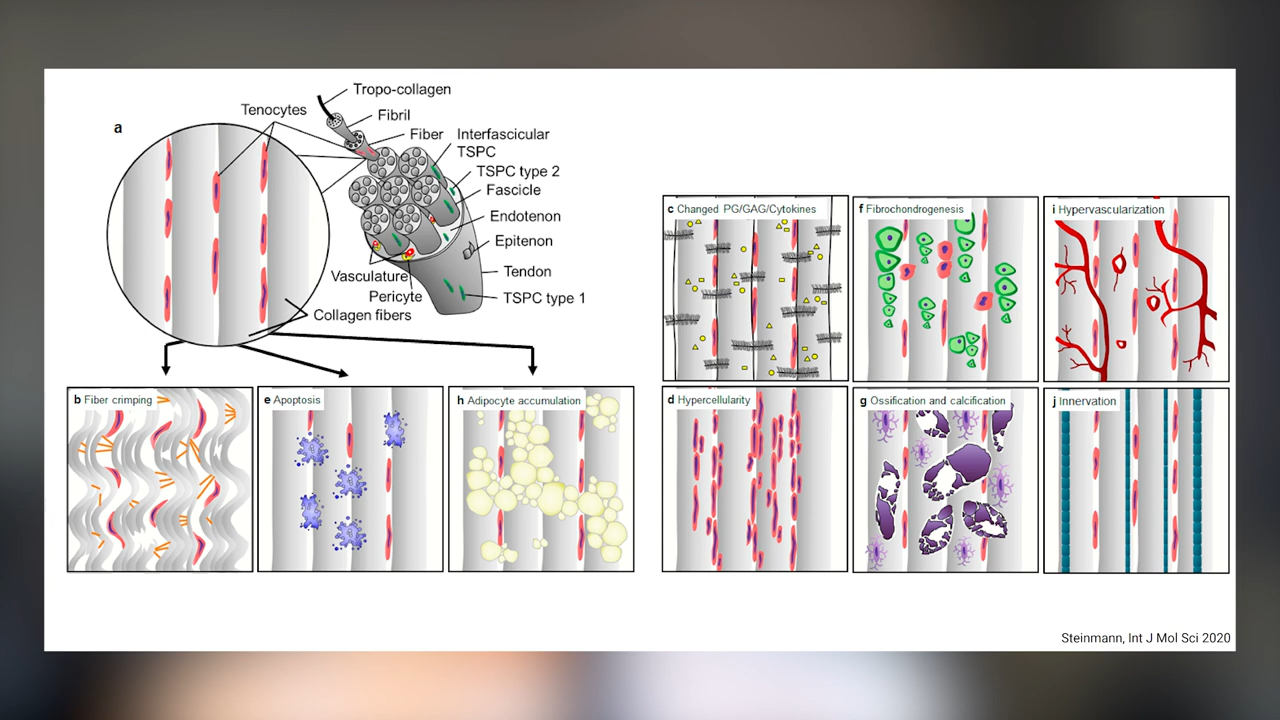 a
Tropo-collagen
Tenocytes
Fibril
Fiber
Interfascicular
TSPC
TSPC type 2
Fascicle
Endotenon
Epitenon
Vasculature
Tendon
Pericyte
TSPC type 1
Collagen fibers
b Fiber crimping
e Apoptosis
h Adipocyte accumulation
c Changed PG/GAG/Cytokines
f Fibrochondrogenesis
i Hypervascularization
d Hypercellularity
g Ossification and calcification
j Innervation
Steinmann, Int J Mol Sci 2020